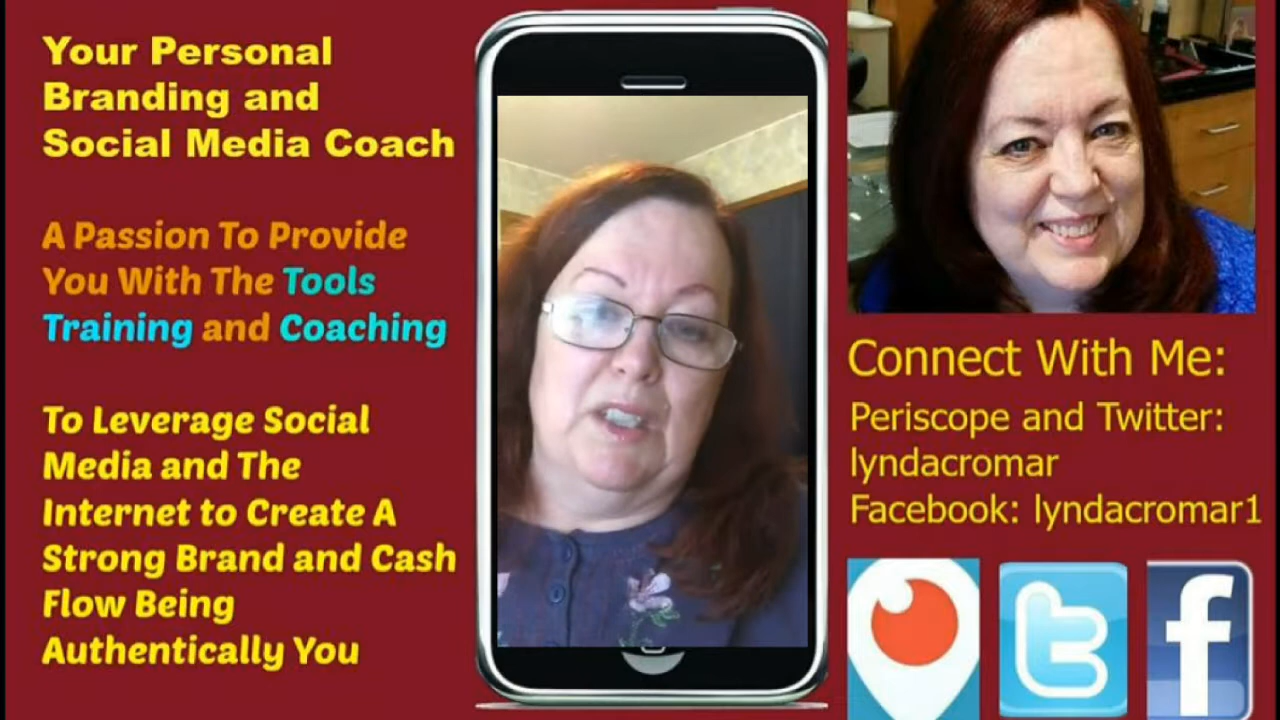 Your Personal
Branding and
Social Media Coach
A Passion To Provide
You With The Tools
Training and Coaching
To Leverage Social
Media and The
Internet to Create A
Strong Brand and Cash
Flow Being
Authentically You
Connect With Me:
Periscope and Twitter:
lyndacromar
Facebook: lyndacromar1